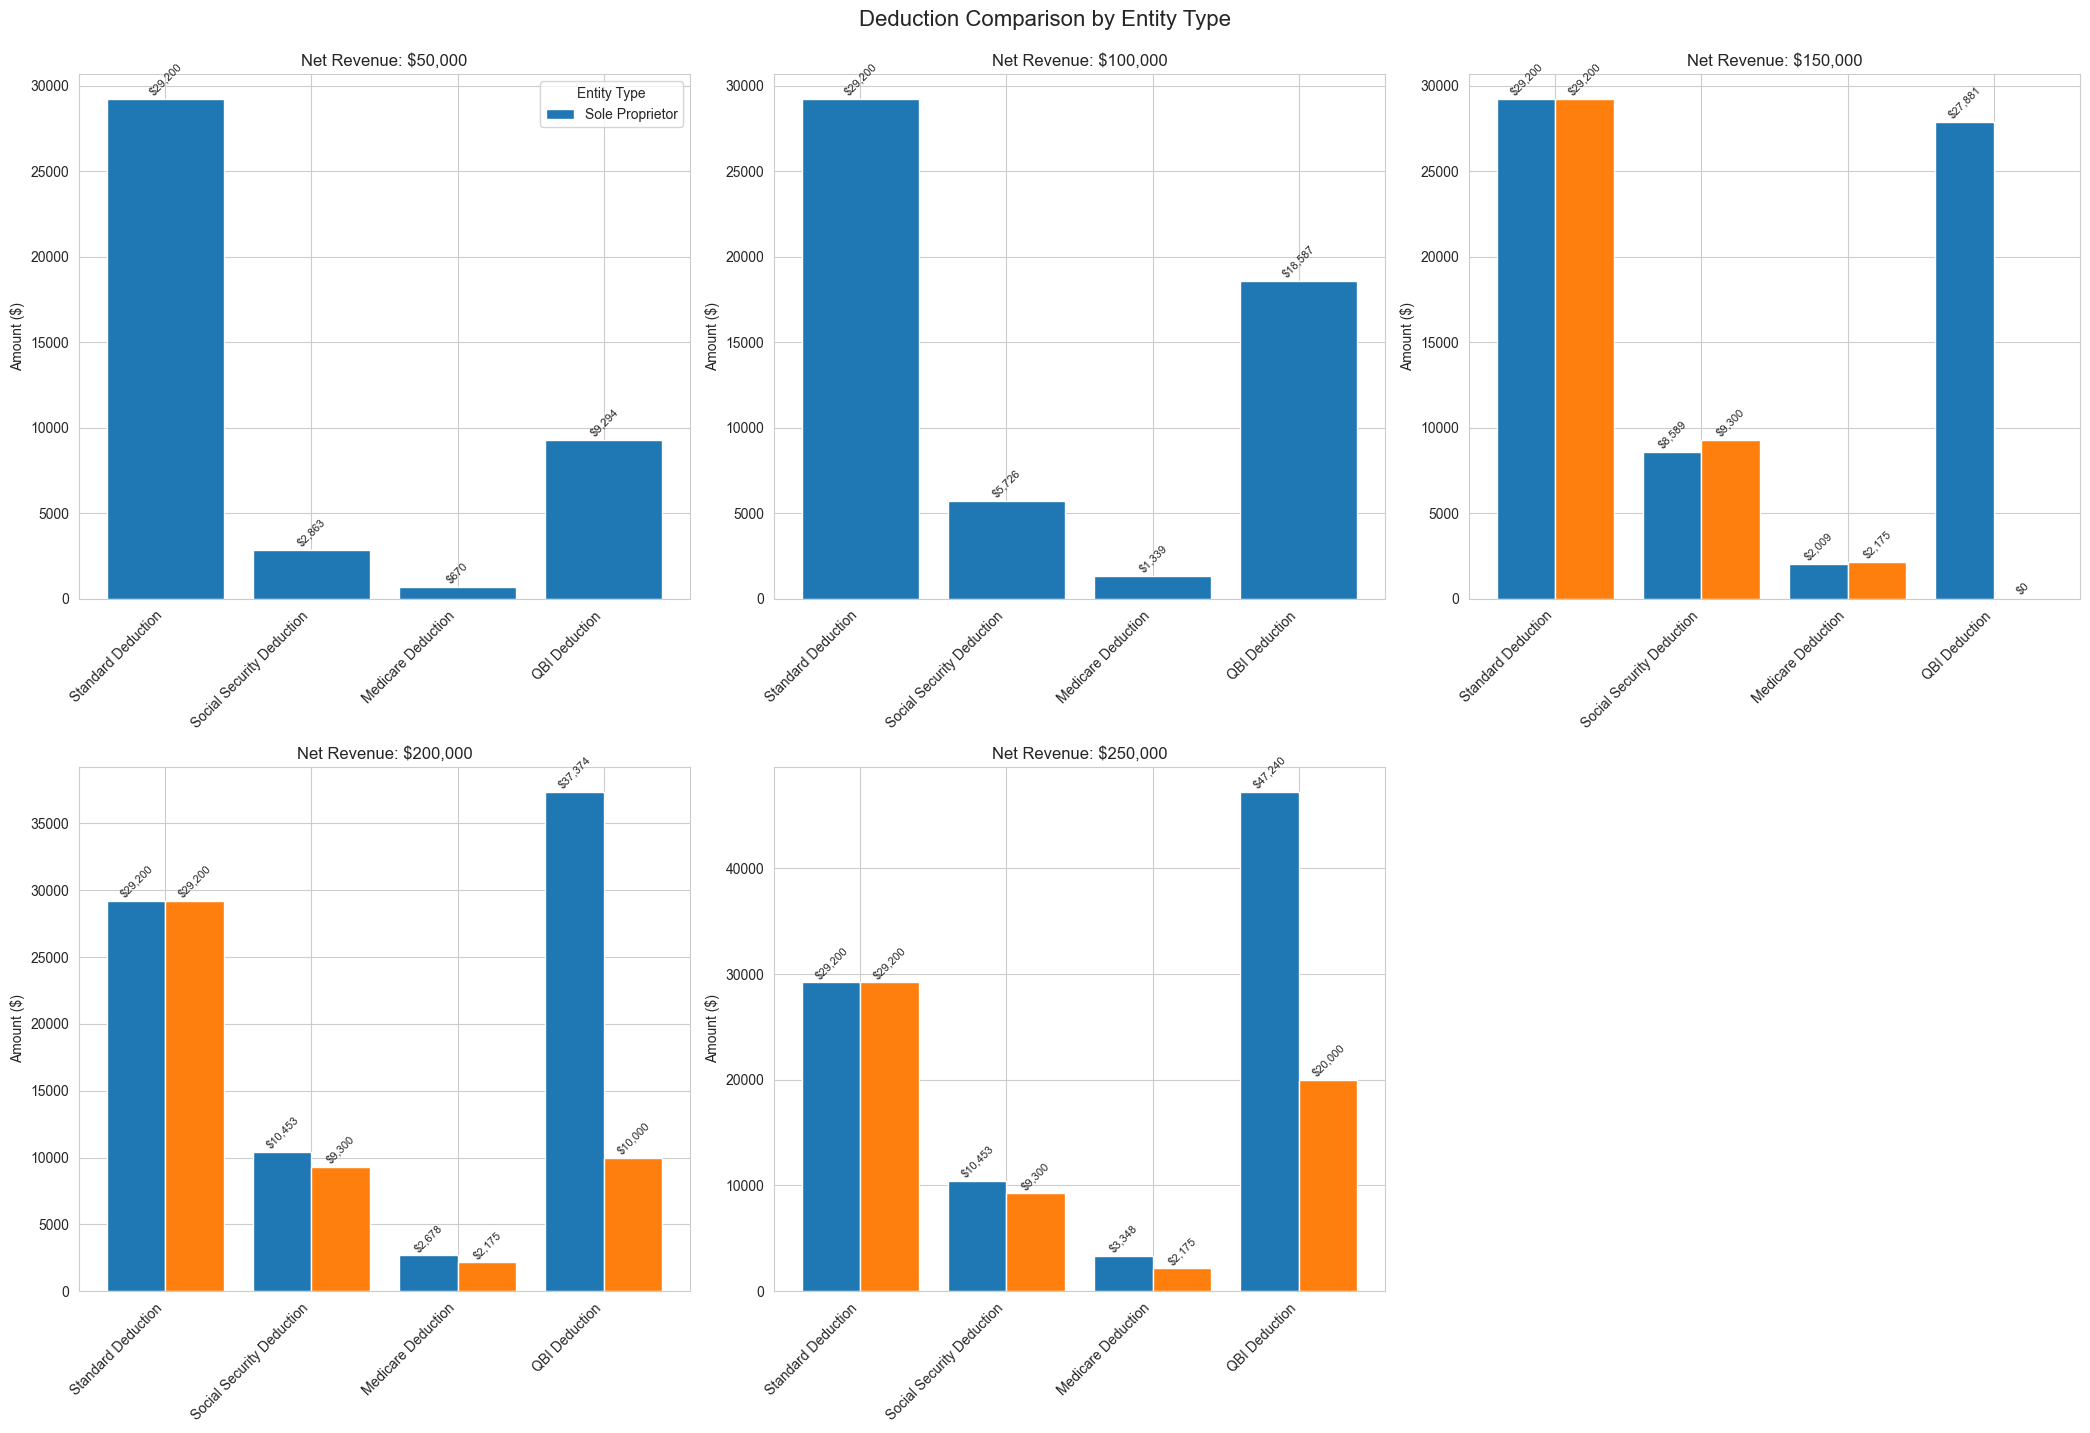 Deduction Comparison by Entity Type
Net Revenue: $50,000
Entity Type
Sole Proprietor
Amount ($)
30000
25000
20000
15000
10000
5000
0
$29,200
$2,863
$670
$9,294
Standard Deduction
Social Security Deduction
Medicare Deduction
QBI Deduction
Net Revenue: $100,000
Amount ($)
30000
25000
20000
15000
10000
5000
0
$29,200
$5,726
$1,339
$18,587
Standard Deduction
Social Security Deduction
Medicare Deduction
QBI Deduction
Net Revenue: $150,000
Amount ($)
30000
25000
20000
15000
10000
5000
0
$29,200
$29,200
$8,589
$9,300
$2,009
$2,175
$27,881
$0
Standard Deduction
Social Security Deduction
Medicare Deduction
QBI Deduction
Net Revenue: $200,000
Amount ($)
35000
30000
25000
20000
15000
10000
5000
0
$29,200
$29,200
$10,453
$9,300
$2,678
$2,175
$37,374
$10,000
Standard Deduction
Social Security Deduction
Medicare Deduction
QBI Deduction
Net Revenue: $250,000
Amount ($)
40000
30000
20000
10000
0
$29,200
$29,200
$10,453
$9,300
$3,348
$2,175
$47,240
$20,000
Standard Deduction
Social Security Deduction
Medicare Deduction
QBI Deduction